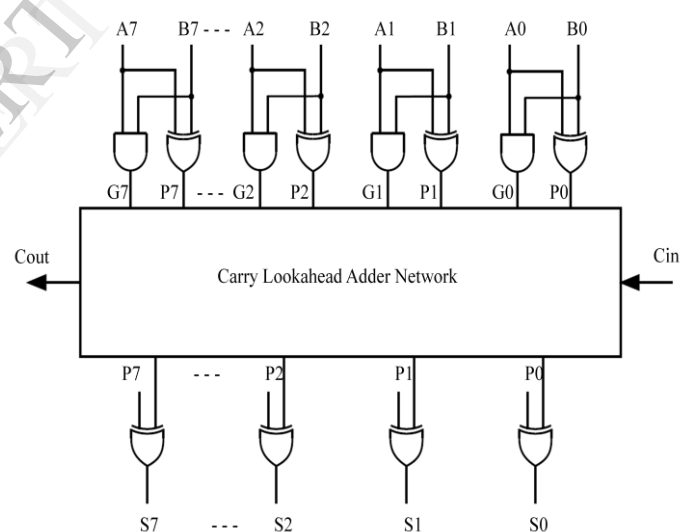 A7 B7 - - - A2 B2 A1 B1 A0 B0
G7 P7 - - - G2 P2 G1 P1 G0 P0
Cout Cin
Carry Lookahead Adder Network
P7 - - - P2 P1 P0
S7 - - - S2 S1 S0